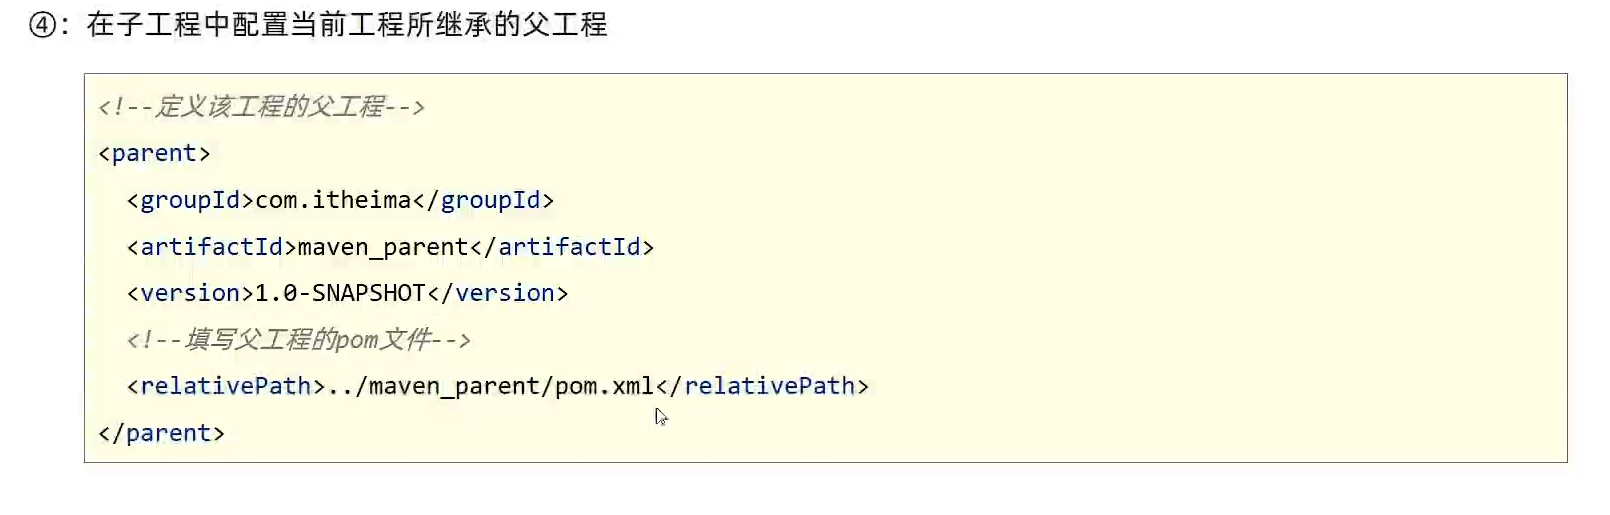 ④：在子工程中配置当前工程所继承的父工程
<!--定义该工程的父工程-->
<parent>
<groupId>com.itheima</groupId>
<artifactId>maven_parent</artifactId>
<version>1.0-SNAPSHOT</version>
<!--填写父工程的pom文件-->
<relativePath>../maven_parent/pom.xml</relativePath>
</parent>